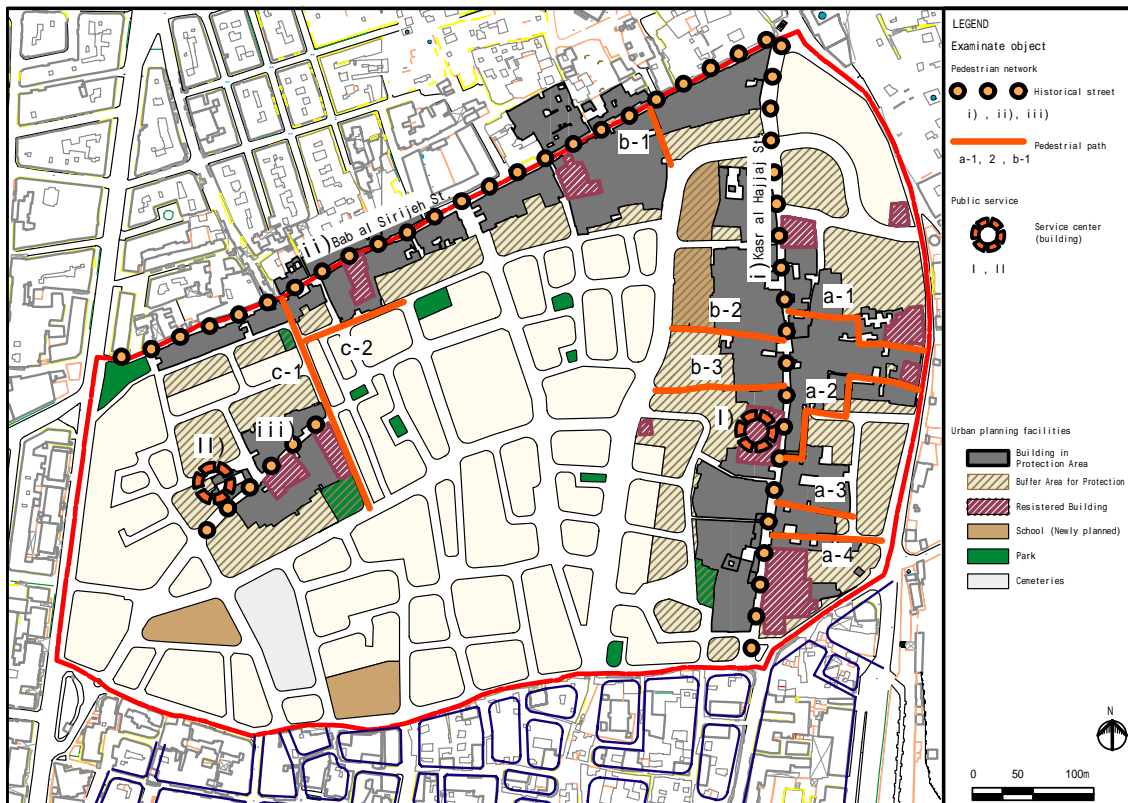 LEGEND
Examinate object
Pedestrian network
Historical street
i) , ii), iii)
Pedestrial path
a-1, 2 , b-1
Public service
Service center
(building)
I , II
Urban planning facilities
Building in
Protection Area
Buffer Area for Protection
Resistered Building
School (Newly planned)
Park
Cemeteries
N
0 50 100m
b-1
ii) Bab al Sirijeh St.
i) Kasr al Hajjaj St.
a-1
b-2
c-2
b-3
c-1
a-2
I
iii)
II
a-3
a-4